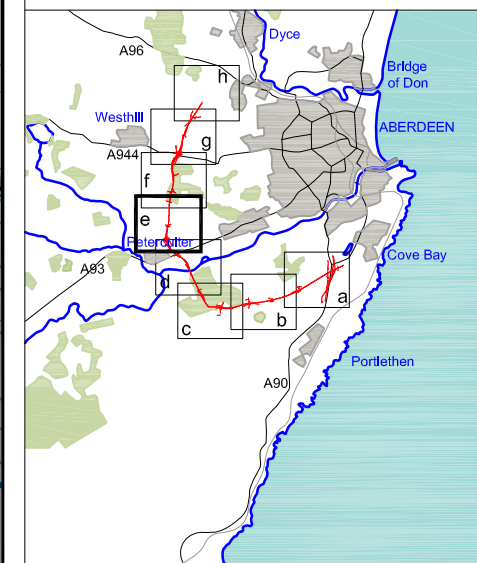 Dyce
A96
Bridge
of Don
h
Westhill
ABERDEEN
g
A944
f
e
Peterculter
Cove Bay
A93
d
a
b
c
Portlethen
A90